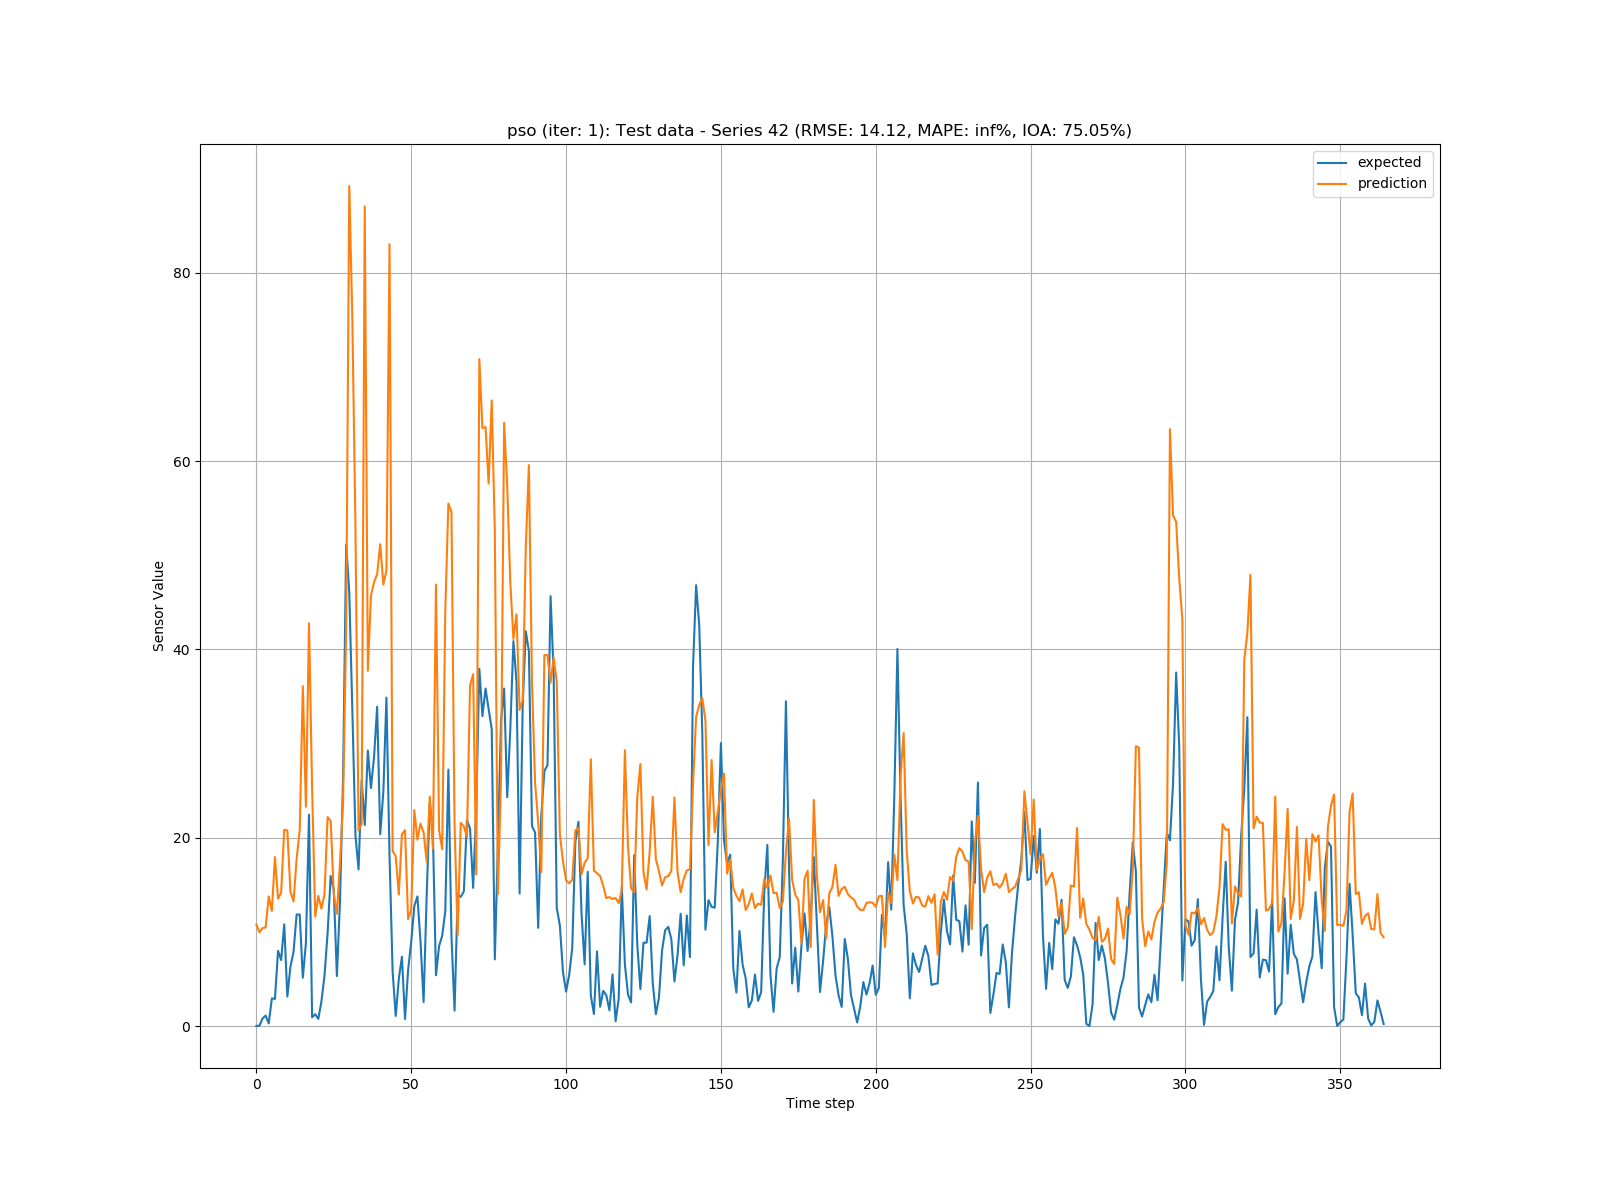 pso (iter: 1): Test data - Series 42 (RMSE: 14.12, MAPE: inf%, IOA: 75.05%)
expected
prediction
80
60
40
20
0
Sensor Value
0 50 100 150 200 250 300 350
Time step